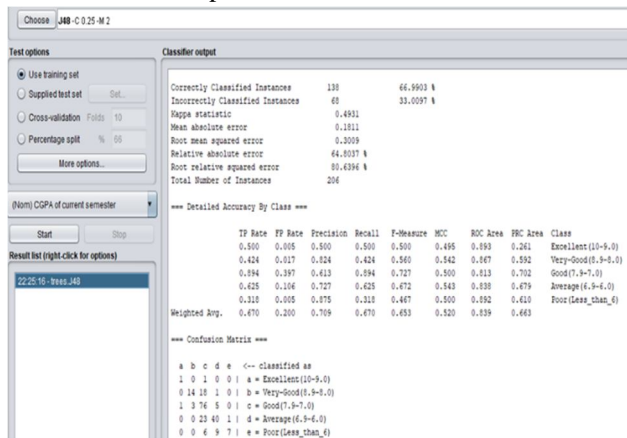 Choose J48 -C 0.25 -M 2
Test options
Use training set
Supplied test set Set...
Cross-validation Folds 10
Percentage split % 66
More options...
(Nom) CGPA of current semester
Start Stop
Result list (right-click for options)
22:25:16 - trees.J48
Classifier output
Correctly Classified Instances 138 66.9903 %
Incorrectly Classified Instances 68 33.0097 %
Kappa statistic 0.4931
Mean absolute error 0.1811
Root mean squared error 0.3009
Relative absolute error 64.8037 %
Root relative squared error 80.6396 %
Total Number of Instances 206
=== Detailed Accuracy By Class ===
TP Rate FP Rate Precision Recall F-Measure MCC ROC Area PRC Area Class
0.500 0.005 0.500 0.500 0.500 0.495 0.893 0.261 Excellent(10-9.0)
0.424 0.017 0.824 0.424 0.560 0.542 0.867 0.592 Very-Good(8.9-8.0)
0.894 0.397 0.613 0.894 0.727 0.500 0.813 0.702 Good(7.9-7.0)
0.625 0.106 0.727 0.625 0.672 0.543 0.838 0.679 Average(6.9-6.0)
0.318 0.005 0.875 0.318 0.467 0.500 0.892 0.610 Poor(Less_than_6)
Weighted Avg. 0.670 0.200 0.709 0.670 0.653 0.520 0.839 0.663
=== Confusion Matrix ===
a b c d e <-- classified as
1 0 1 0 0 | a = Excellent(10-9.0)
0 14 18 1 0 | b = Very-Good(8.9-8.0)
1 3 76 5 0 | c = Good(7.9-7.0)
0 0 23 40 1 | d = Average(6.9-6.0)
0 0 6 9 7 | e = Poor(Less_than_6)